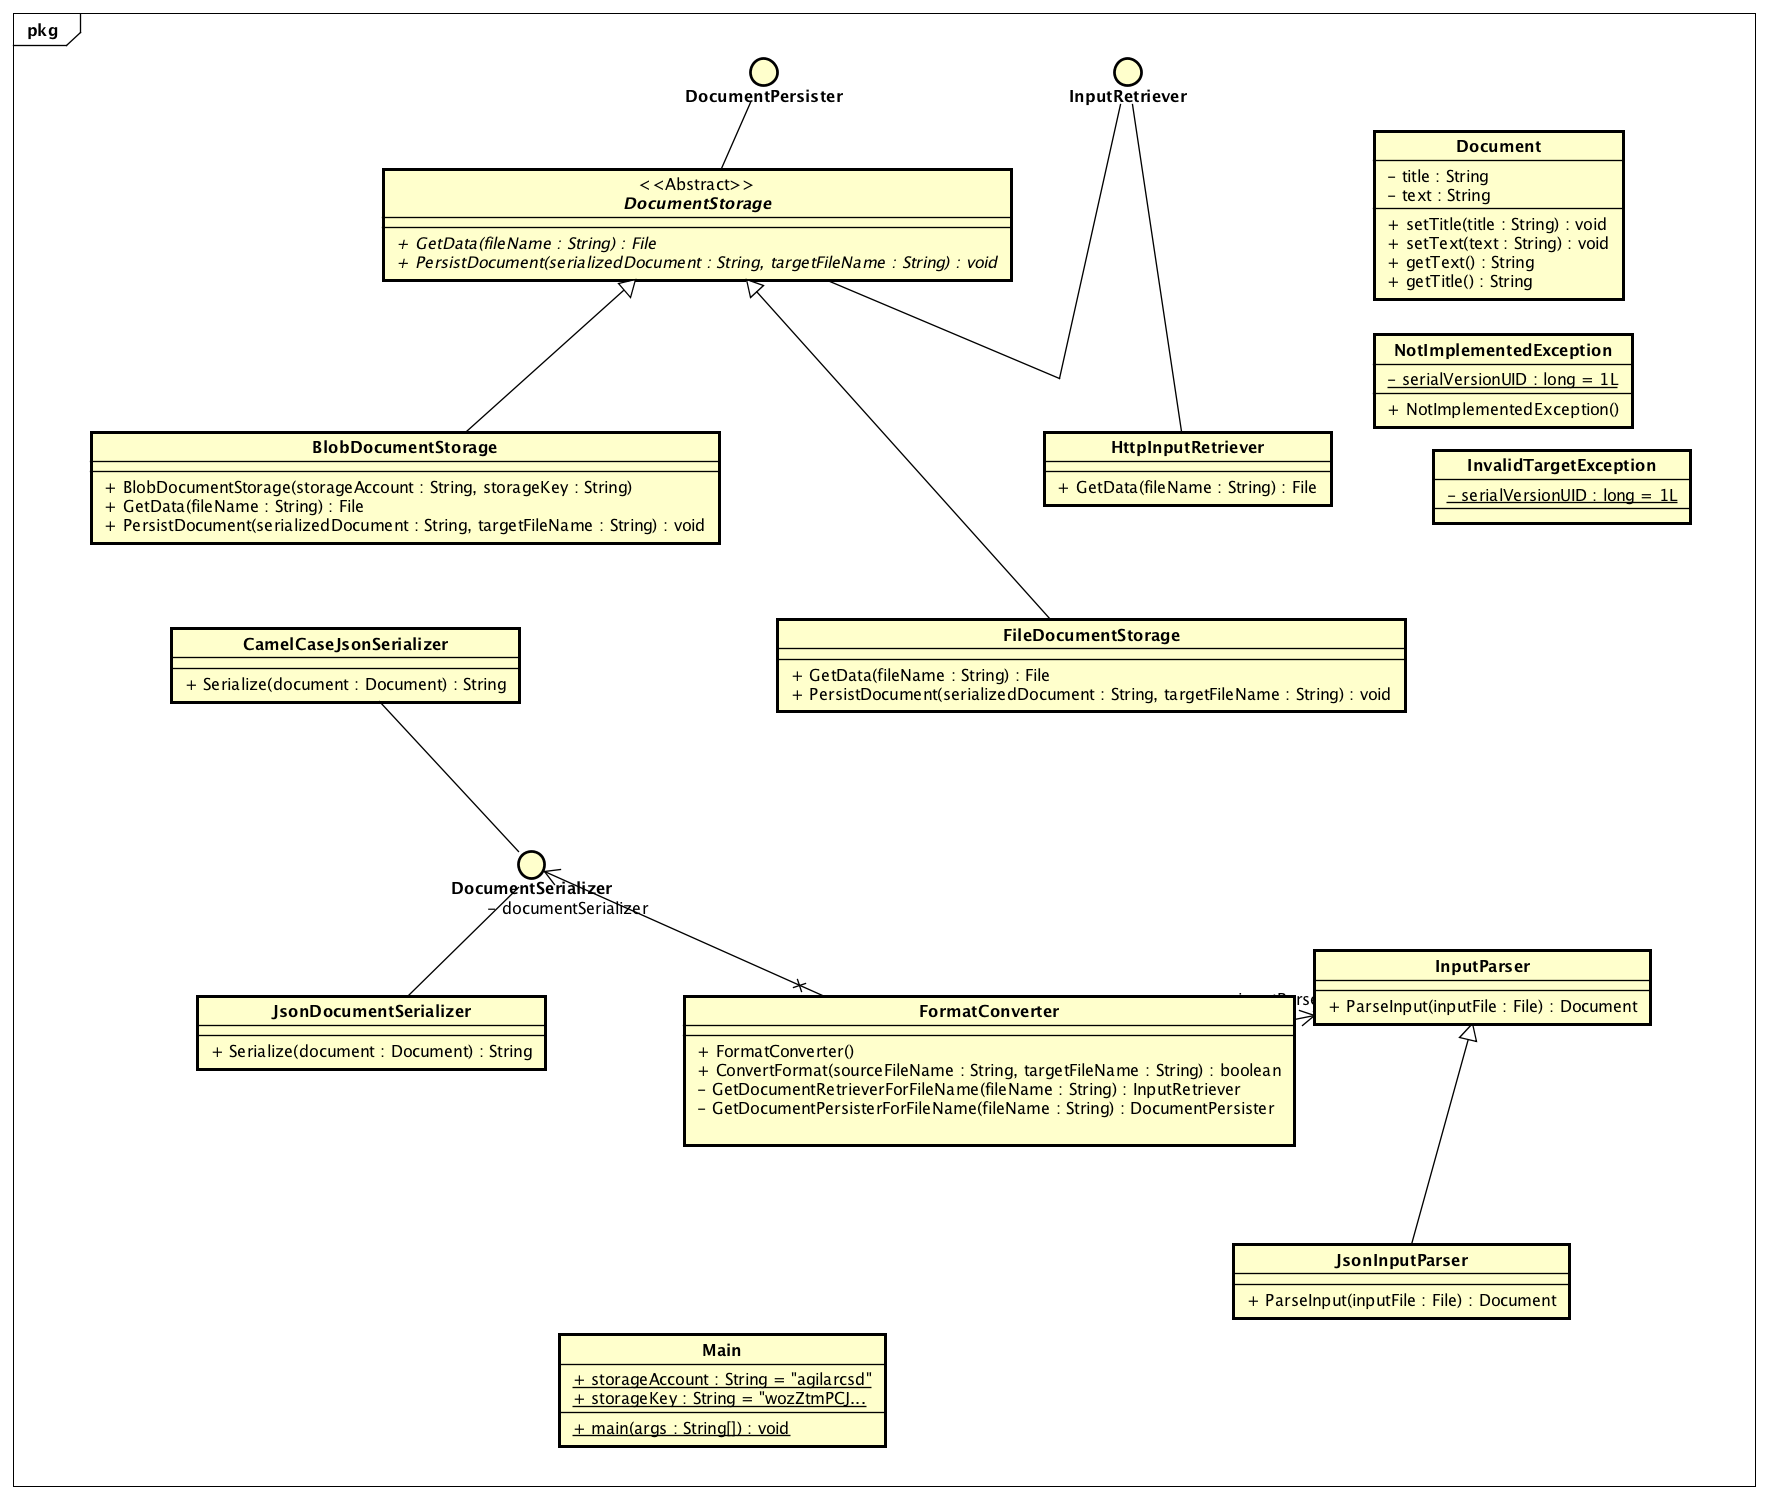 pkg
DocumentPersister
InputRetriever
<<Abstract>>
DocumentStorage
+ GetData(fileName : String) : File
+ PersistDocument(serializedDocument : String, targetFileName : String) : void
Document
- title : String
- text : String
+ setTitle(title : String) : void
+ setText(text : String) : void
+ getText() : String
+ getTitle() : String
NotImplementedException
- serialVersionUID : long = 1L
+ NotImplementedException()
InvalidTargetException
- serialVersionUID : long = 1L
BlobDocumentStorage
+ BlobDocumentStorage(storageAccount : String, storageKey : String)
+ GetData(fileName : String) : File
+ PersistDocument(serializedDocument : String, targetFileName : String) : void
HttpInputRetriever
+ GetData(fileName : String) : File
FileDocumentStorage
+ GetData(fileName : String) : File
+ PersistDocument(serializedDocument : String, targetFileName : String) : void
CamelCaseJsonSerializer
+ Serialize(document : Document) : String
DocumentSerializer
- documentSerializer
JsonDocumentSerializer
+ Serialize(document : Document) : String
FormatConverter
+ FormatConverter()
+ ConvertFormat(sourceFileName : String, targetFileName : String) : boolean
- GetDocumentRetrieverForFileName(fileName : String) : InputRetriever
- GetDocumentPersisterForFileName(fileName : String) : DocumentPersister
InputParser
+ ParseInput(inputFile : File) : Document
JsonInputParser
+ ParseInput(inputFile : File) : Document
Main
+ storageAccount : String = "agilarcsd"
+ storageKey : String = "wozZtmPCJ...
+ main(args : String[]) : void